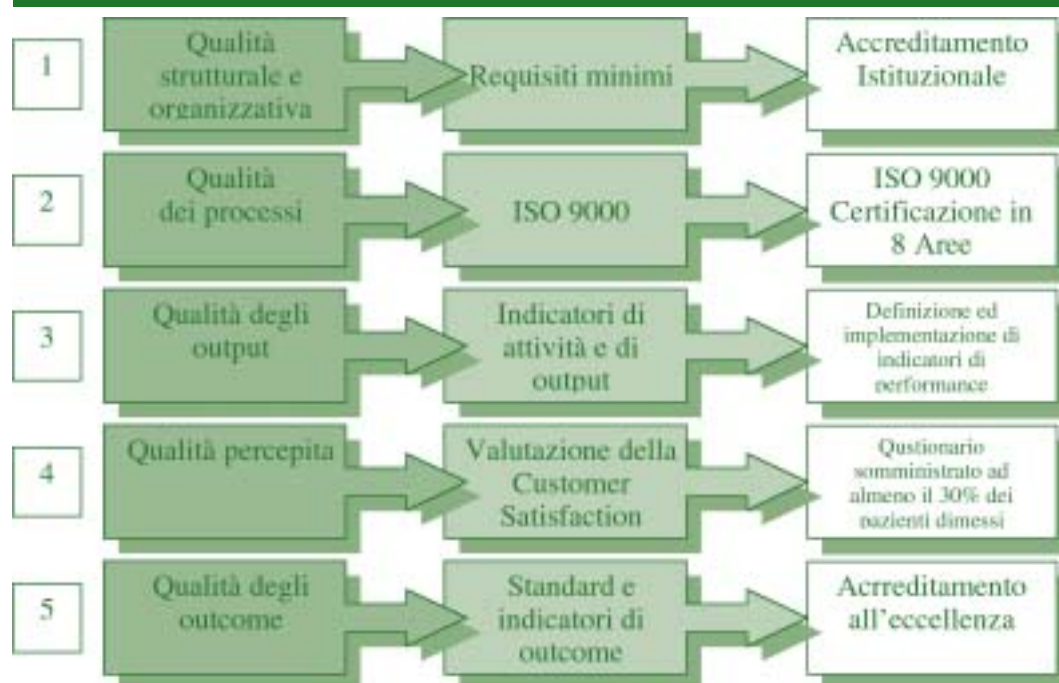 1
Qualità
strutturale e
organizzativa
Requisiti minimi
Accreditamento
Istituzionale
2
Qualità
dei processi
ISO 9000
ISO 9000
Certificazione in
8 Aree
3
Qualità degli
output
Indicatori di
attività e di
output
Definizione ed
implementazione di
indicatori di
performance
4
Qualità percepita
Valutazione della
Customer
Satisfaction
Qustionario
somministrato ad
almeno il 30% dei
pazienti dimessi
5
Qualità degli
outcome
Standard e
indicatori di
outcome
Acrreditamento
all’eccellenza